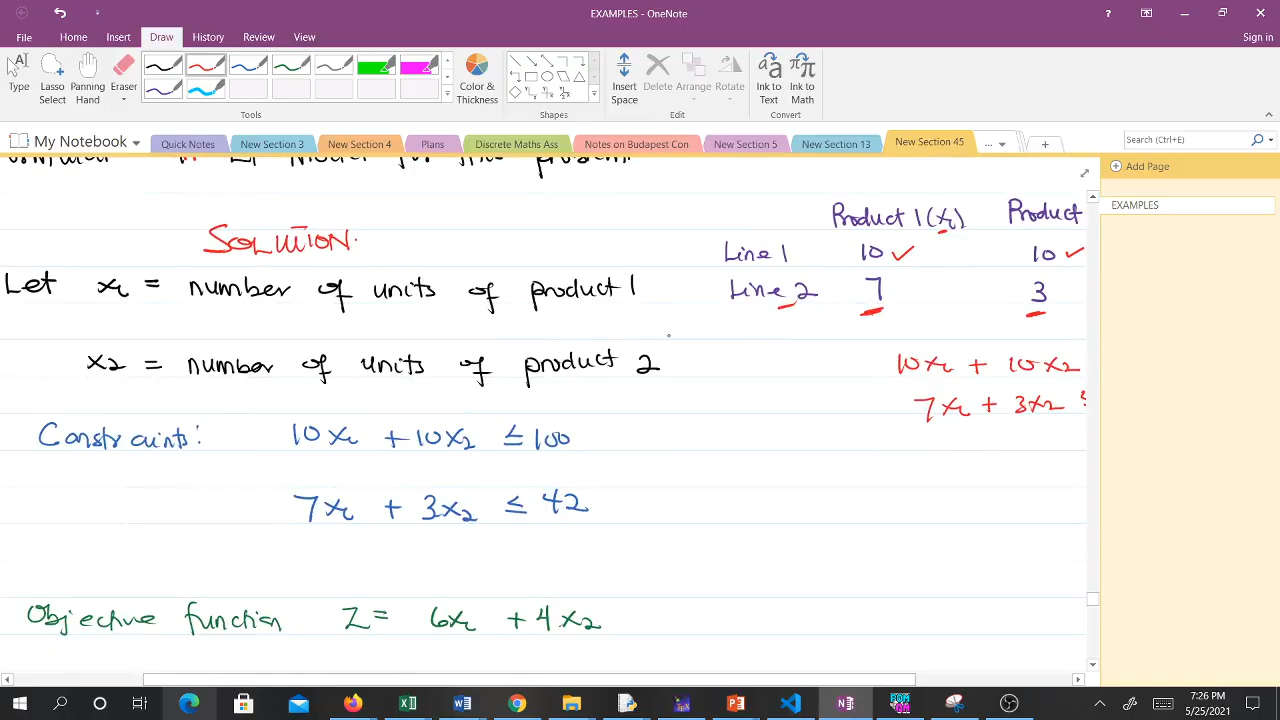 EXAMPLES - OneNote
Sign in
File Home Insert Draw History Review View
Type Lasso Select Panning Hand Eraser
Color & Thickness
Insert Space Delete Arrange Rotate
Ink to Text Ink to Math
Tools Shapes Edit Convert
My Notebook Quick Notes New Section 3 New Section 4 Plans Discrete Maths Ass Notes on Budapest Con New Section 5 New Section 13 New Section 45 ... +
Search (Ctrl+E)
Add Page
EXAMPLES
LP Model for this problem.
SOLUTION.
Product 1(x1) Product
Line 1 10 ✓ 10 ✓
Line 2 7 3
Let x1 = number of units of product 1
x2 = number of units of product 2
10x1 + 10x2
7x1 + 3x2
Constraints: 10x1 + 10x2 ≤ 100
7x1 + 3x2 ≤ 42
Objective function Z = 6x1 + 4x2
7:26 PM
5/25/2021